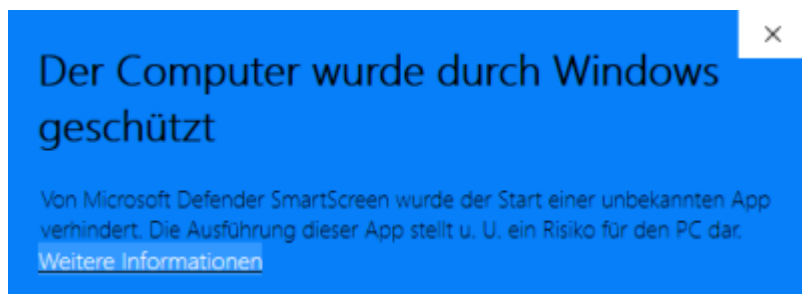 Der Computer wurde durch Windows
geschützt
Von Microsoft Defender SmartScreen wurde der Start einer unbekannten App
verhindert. Die Ausführung dieser App stellt u. U. ein Risiko für den PC dar.
Weitere Informationen